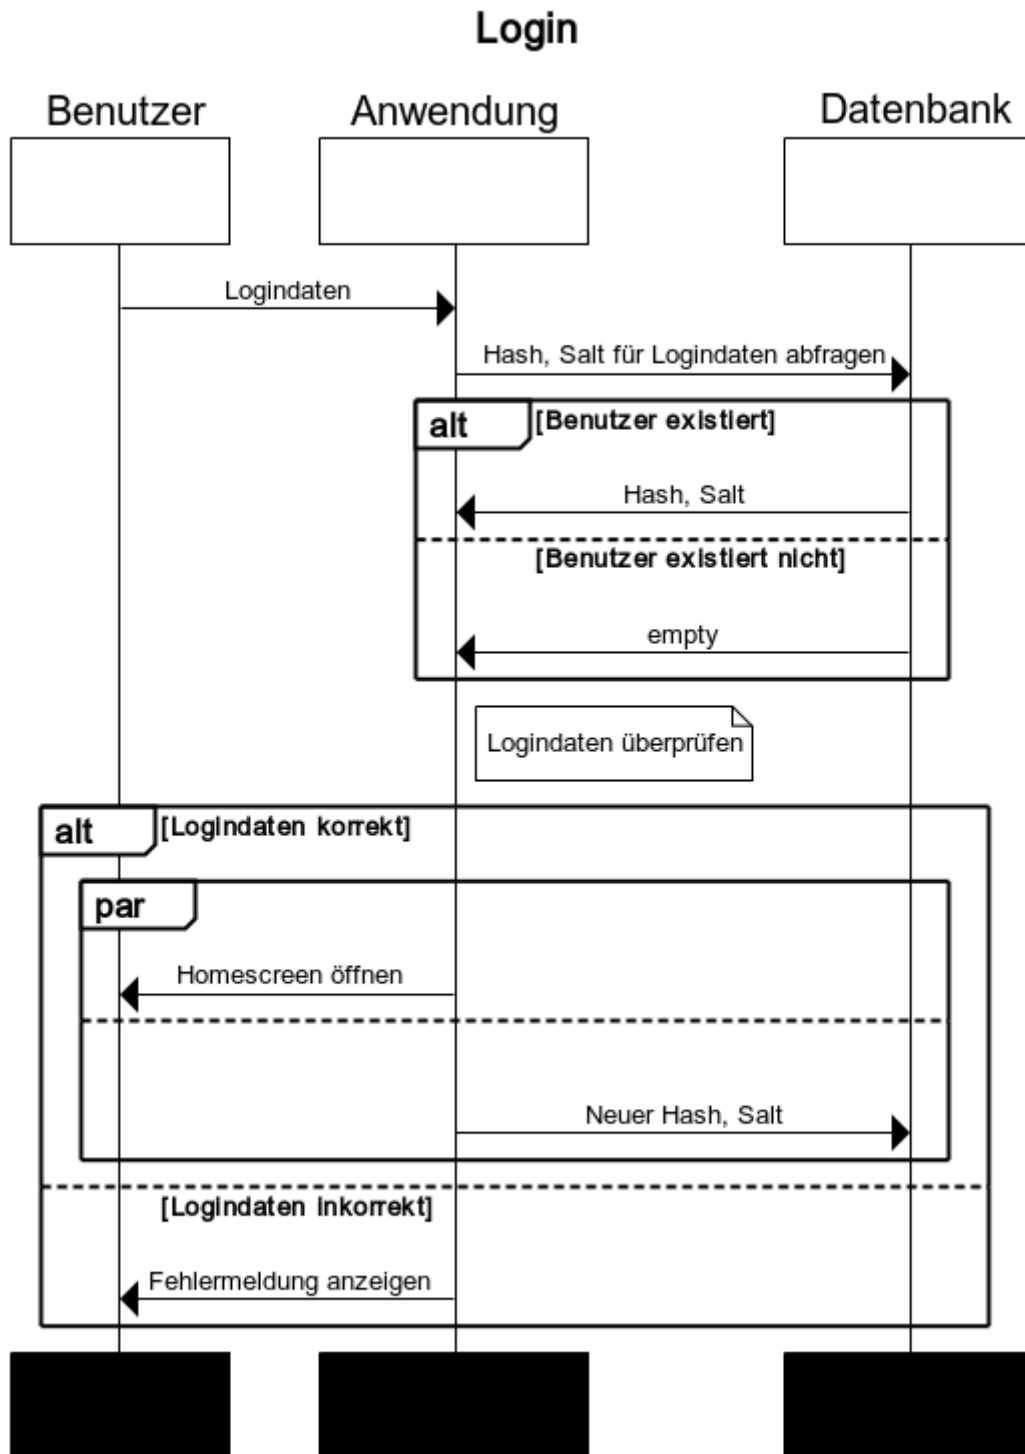 Login
Benutzer
Anwendung
Datenbank
Logindaten
Hash, Salt für Logindaten abfragen
alt
[Benutzer existiert]
Hash, Salt
[Benutzer existiert nicht]
empty
Logindaten überprüfen
alt
[Logindaten korrekt]
par
Homescreen öffnen
Neuer Hash, Salt
[Logindaten inkorrekt]
Fehlermeldung anzeigen